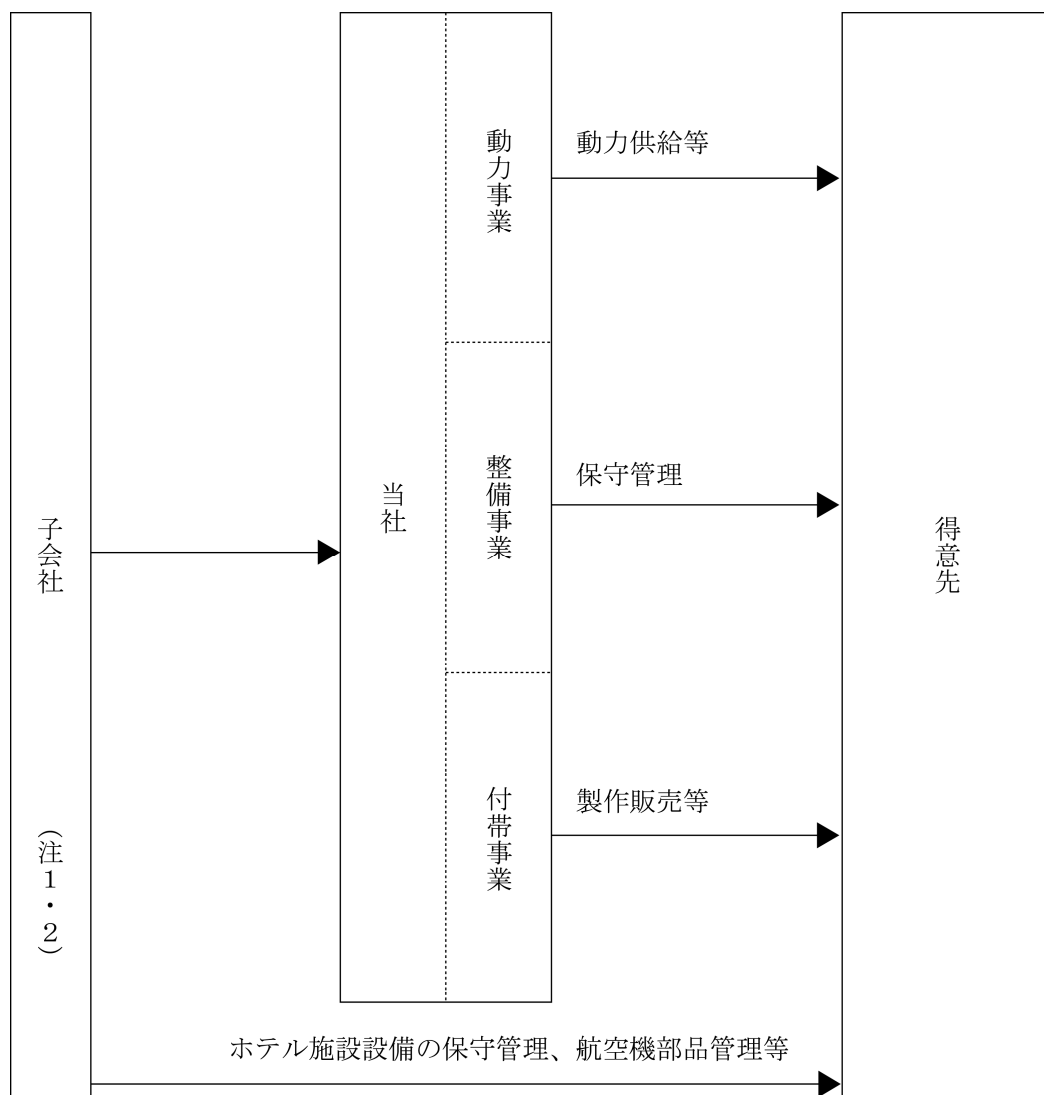 子会社
(注1・2)
当社
動力事業
整備事業
付帯事業
動力供給等
保守管理
製作販売等
ホテル施設設備の保守管理、航空機部品管理等
得意先